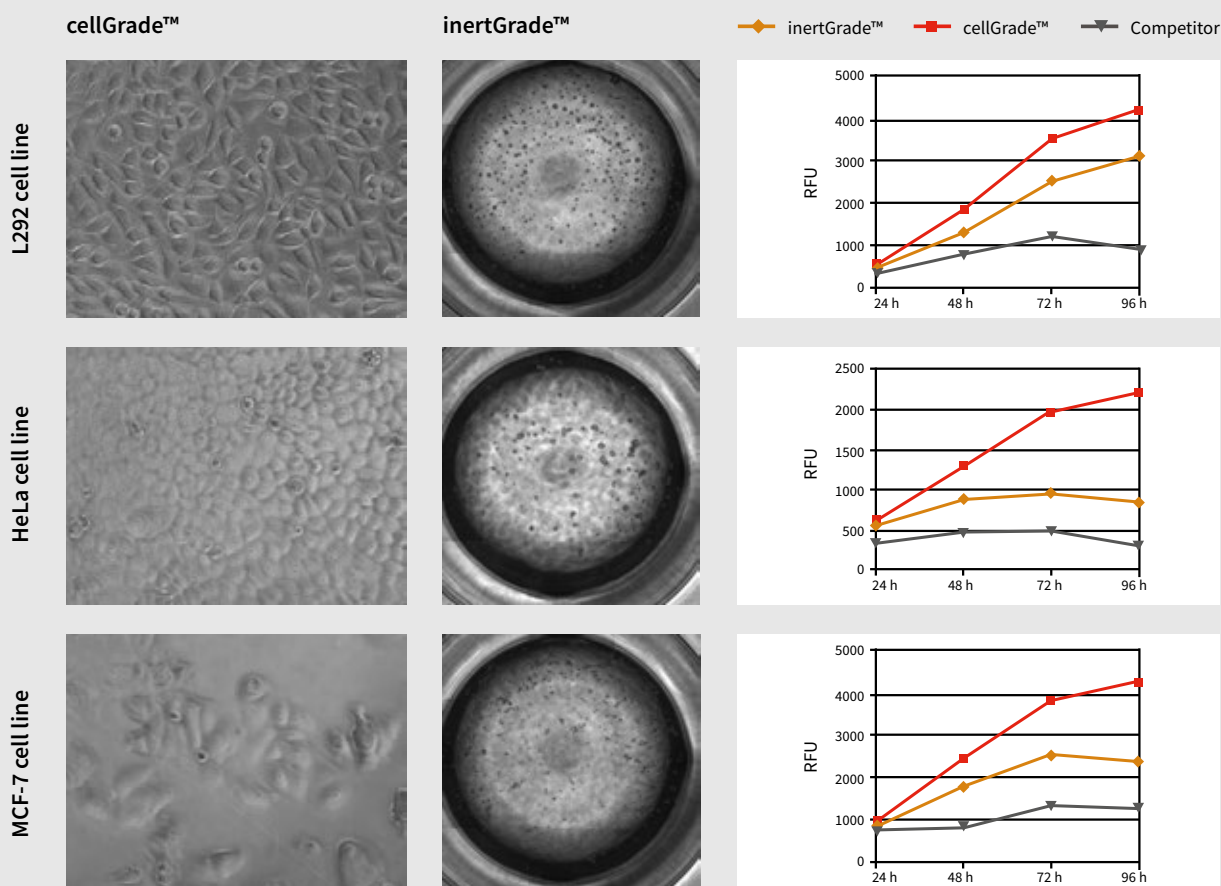 cellGrade™
inertGrade™
inertGrade™
cellGrade™
Competitor
L292 cell line
5000
4000
3000
2000
1000
0
RFU
24 h
48 h
72 h
96 h
HeLa cell line
2500
2000
1500
1000
500
0
RFU
24 h
48 h
72 h
96 h
MCF-7 cell line
5000
4000
3000
2000
1000
0
RFU
24 h
48 h
72 h
96 h